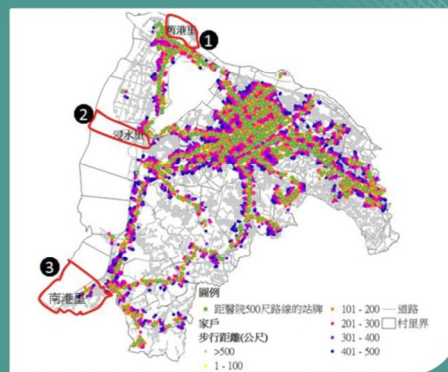 1
舊港里
2
浸水里
3
南港里
圖例
距醫院500尺路線的站牌
家戶
步行距離(公尺)
>500
1 - 100
101 - 200
201 - 300
301 - 400
401 - 500
道路
村里界